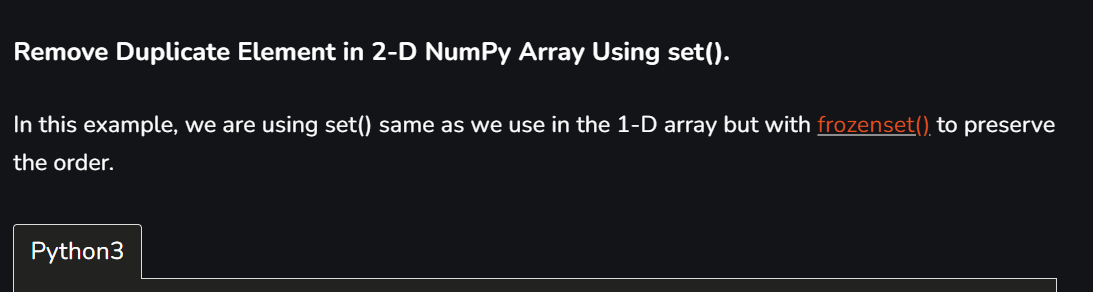 Remove Duplicate Element in 2-D NumPy Array Using set().
In this example, we are using set() same as we use in the 1-D array but with frozenset() to preserve
the order.
Python3